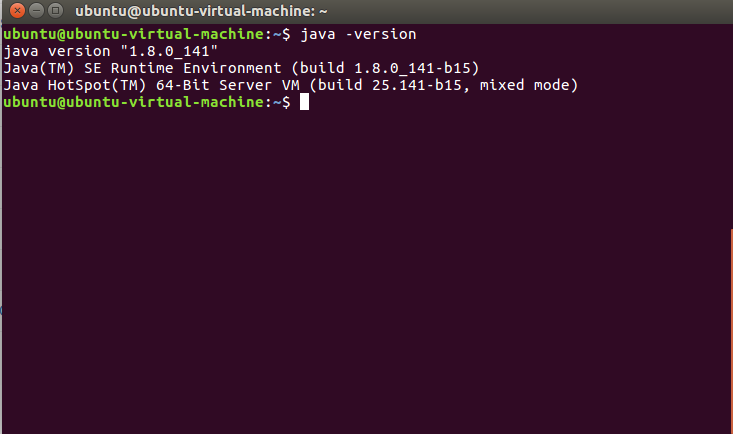 ubuntu@ubuntu-virtual-machine: ~
ubuntu@ubuntu-virtual-machine:~$ java -version
java version "1.8.0_141"
Java(TM) SE Runtime Environment (build 1.8.0_141-b15)
Java HotSpot(TM) 64-Bit Server VM (build 25.141-b15, mixed mode)
ubuntu@ubuntu-virtual-machine:~$